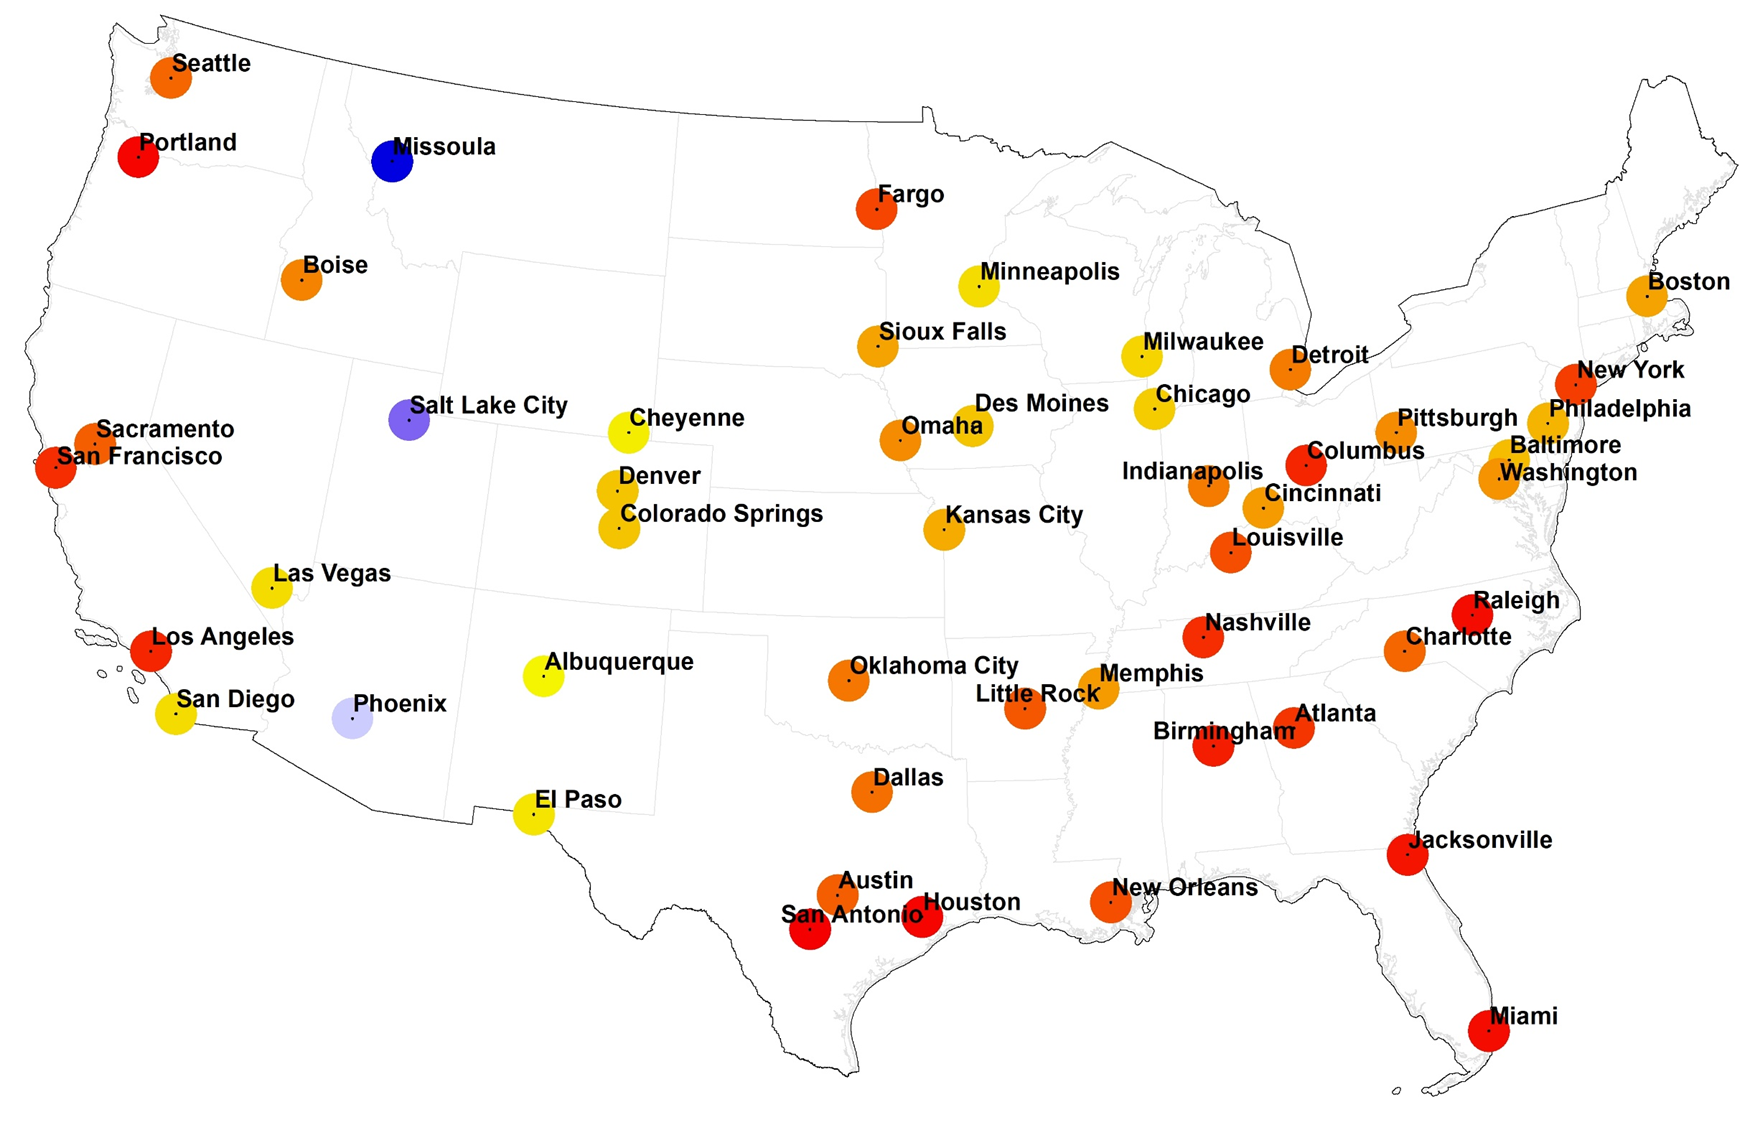 Seattle
Portland
Missoula
Fargo
Boise
Minneapolis
Boston
Sioux Falls
Milwaukee
Detroit
New York
Chicago
Des Moines
Salt Lake City
Philadelphia
Cheyenne
Pittsburgh
Omaha
Sacramento
Baltimore
Columbus
San Francisco
Indianapolis
Washington
Denver
Cincinnati
Colorado Springs
Kansas City
Louisville
Las Vegas
Raleigh
Nashville
Los Angeles
Charlotte
Albuquerque
Oklahoma City
Memphis
Little Rock
San Diego
Phoenix
Atlanta
Birmingham
Dallas
El Paso
Jacksonville
Austin
New Orleans
Houston
San Antonio
Miami